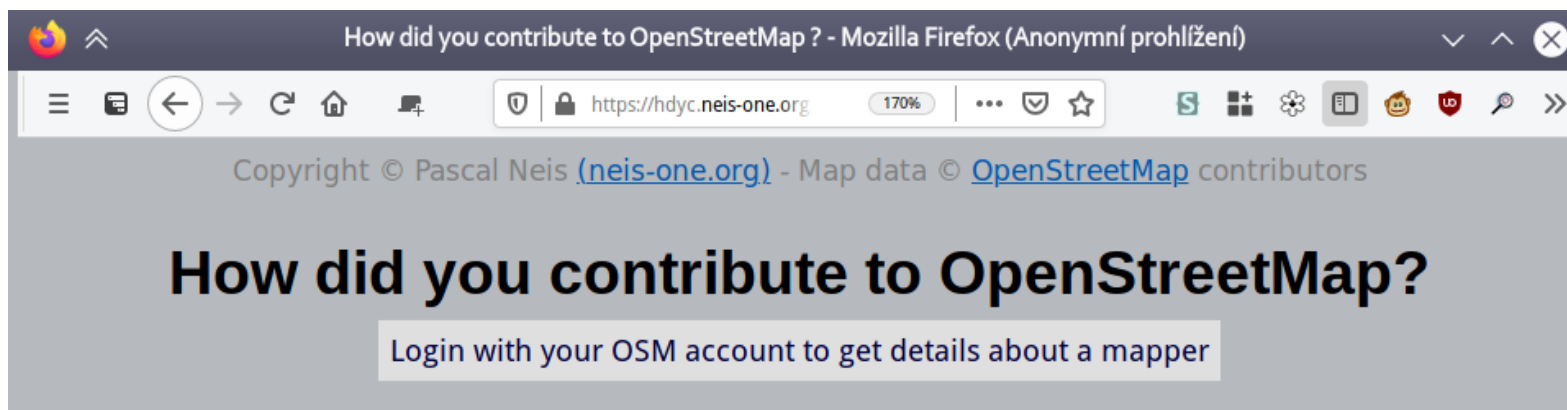 How did you contribute to OpenStreetMap ? - Mozilla Firefox (Anonymní prohlížení)
https://hdyc.neis-one.org 170%
Copyright © Pascal Neis (neis-one.org) - Map data © OpenStreetMap contributors
How did you contribute to OpenStreetMap?
Login with your OSM account to get details about a mapper